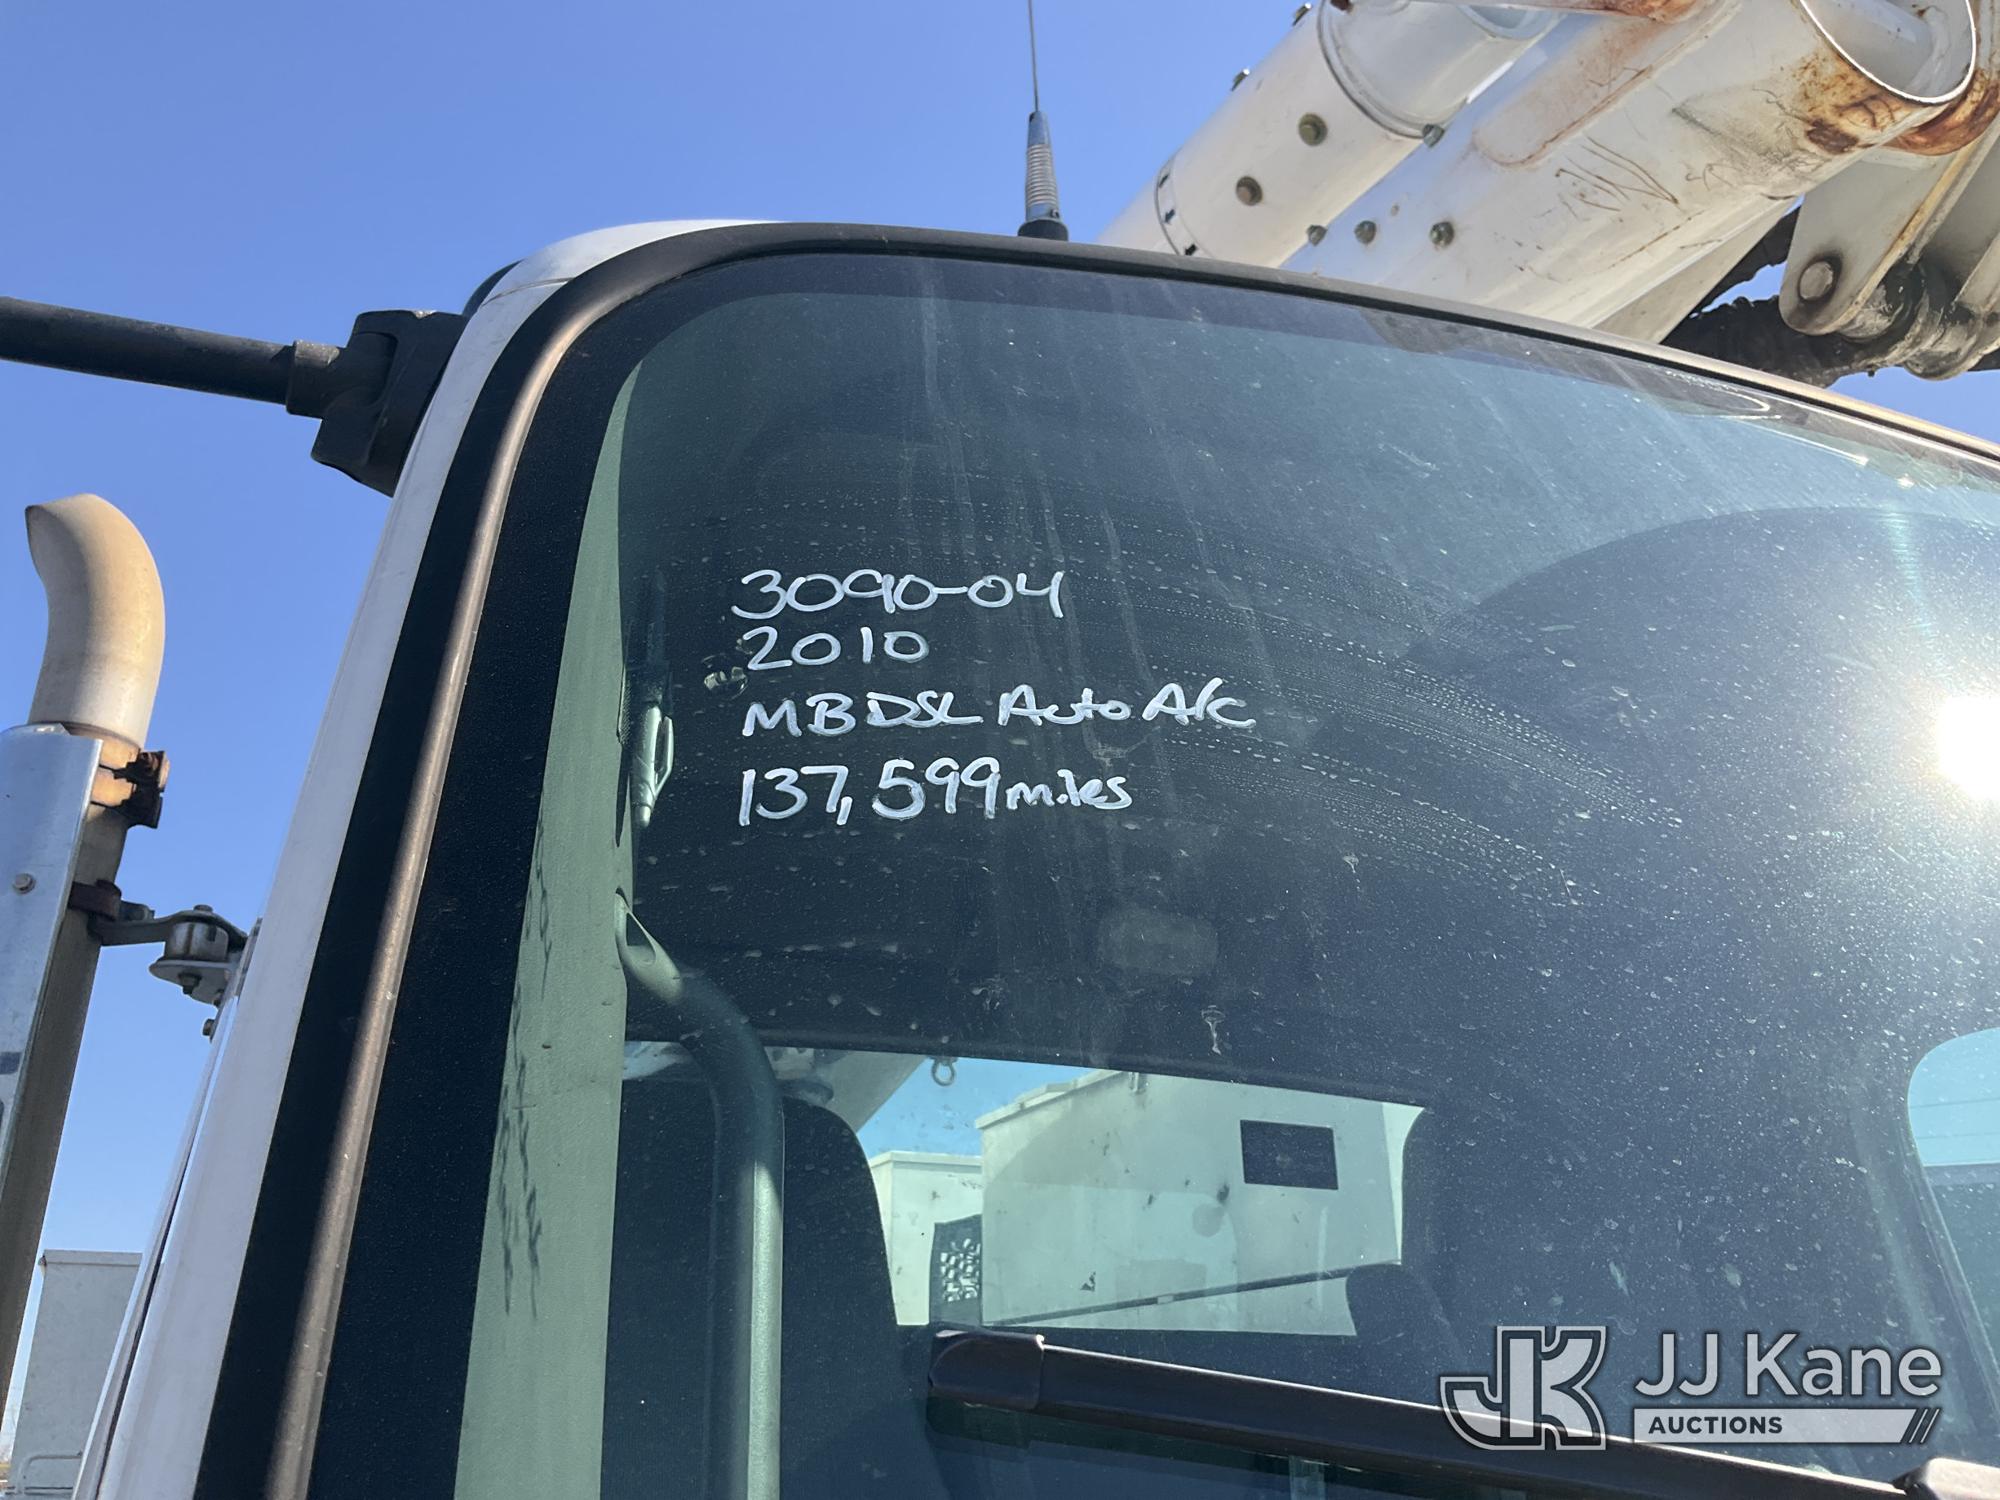 3090-04
2010
MB DSL Auto A/C
137,599 miles
JJ Kane
AUCTIONS